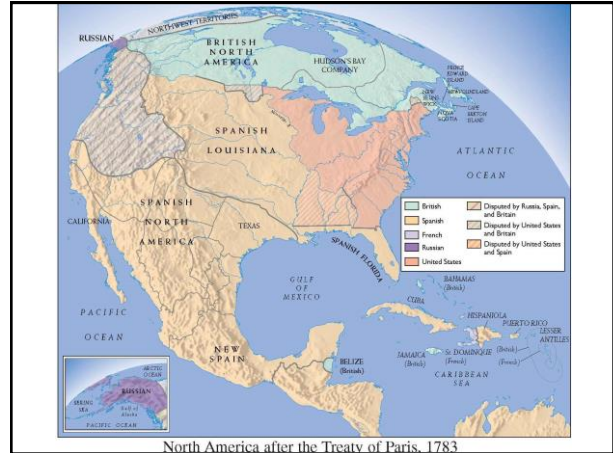 NORTHWEST TERRITORIES
RUSSIAN
BRITISH
NORTH
AMERICA
HUDSON'S BAY
COMPANY
PRINCE
EDWARD
ISLAND
NEWFOUNDLAND
NEW
BRUNSWICK
NOVA
SCOTIA
CAPE
BRETON
ISLAND
SPANISH
LOUISIANA
ATLANTIC
OCEAN
SPANISH
NORTH
AMERICA
CALIFORNIA
TEXAS
SPANISH FLORIDA
British
Spanish
French
Russian
United States
Disputed by Russia, Spain,
and Britain
Disputed by United States
and Britain
Disputed by United States
and Spain
GULF
OF
MEXICO
BAHAMAS
(British)
CUBA
HISPANIOLA
PUERTO RICO
LESSER
ANTILLES
PACIFIC
OCEAN
NEW
SPAIN
BELIZE
(British)
JAMAICA
(British)
St. DOMINIQUE
(French)
(British)
(French)
CARIBBEAN
SEA
ARCTIC
OCEAN
RUSSIAN
BERING
SEA
Gulf of
Alaska
PACIFIC OCEAN
North America after the Treaty of Paris, 1783